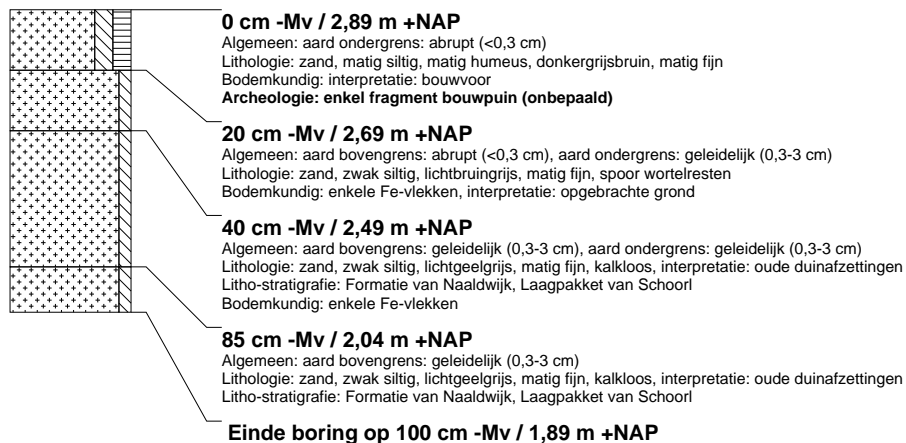 0 cm -Mv / 2,89 m +NAP
Algemeen: aard ondergrens: abrupt (<0,3 cm)
Lithologie: zand, matig siltig, matig humeus, donkergrijsbruin, matig fijn
Bodemkundig: interpretatie: bouwvoor
Archeologie: enkel fragment bouwpuin (onbepaald)
20 cm -Mv / 2,69 m +NAP
Algemeen: aard bovengrens: abrupt (<0,3 cm), aard ondergrens: geleidelijk (0,3-3 cm)
Lithologie: zand, zwak siltig, lichtbruingrijs, matig fijn, spoor wortelresten
Bodemkundig: enkele Fe-vlekken, interpretatie: opgebrachte grond
40 cm -Mv / 2,49 m +NAP
Algemeen: aard bovengrens: geleidelijk (0,3-3 cm), aard ondergrens: geleidelijk (0,3-3 cm)
Lithologie: zand, zwak siltig, lichtgeelgrijs, matig fijn, kalkloos, interpretatie: oude duinafzettingen
Litho-stratigrafie: Formatie van Naaldwijk, Laagpakket van Schoorl
Bodemkundig: enkele Fe-vlekken
85 cm -Mv / 2,04 m +NAP
Algemeen: aard bovengrens: geleidelijk (0,3-3 cm)
Lithologie: zand, zwak siltig, lichtgeelgrijs, matig fijn, kalkloos, interpretatie: oude duinafzettingen
Litho-stratigrafie: Formatie van Naaldwijk, Laagpakket van Schoorl
Einde boring op 100 cm -Mv / 1,89 m +NAP